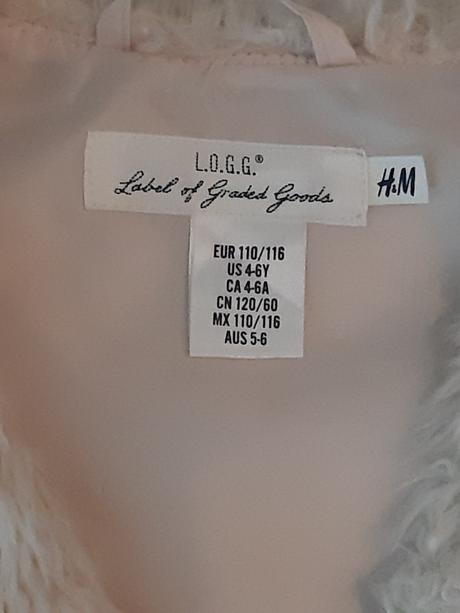 L.O.G.G.®
Label of Graded Goods
H&M
EUR 110/116
US 4-6Y
CA 4-6A
CN 120/60
MX 110/116
AUS 5-6